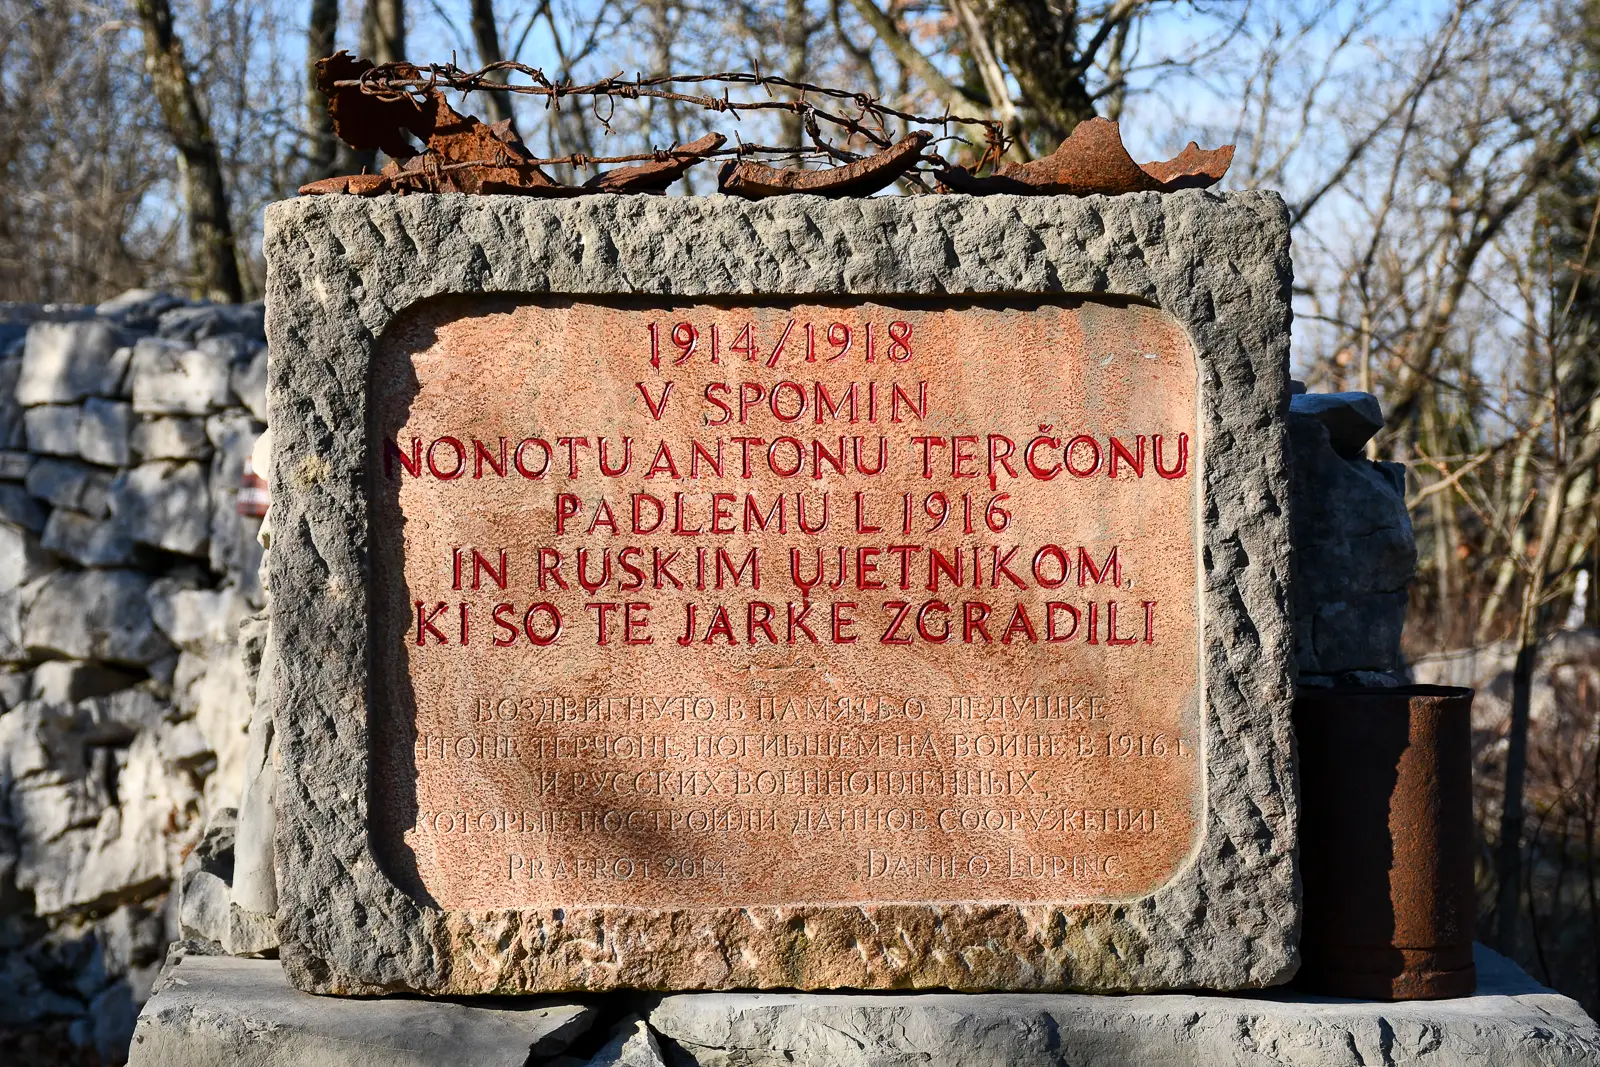 1914/1918
V SPOMIN
NONOTU ANTONU TERČONU
PADLEMU L 1916
IN RUSKIM UJETNIKOM,
KI SO TE JARKE ZGRADILI
ВОЗДВИГНУТО В ПАМЯТЬ О ДЕДУШКЕ
АНТОНЕ ТЕРЧОНЕ, ПОГИБШЕМ НА ВОЙНЕ В 1916 Г.
И РУССКИХ ВОЕННОПЛЕННЫХ,
КОТОРЫЕ ПОСТРОИЛИ ДАННОЕ СООРУЖЕНИЕ
PRAPROT 2014 DANILO LUPINC